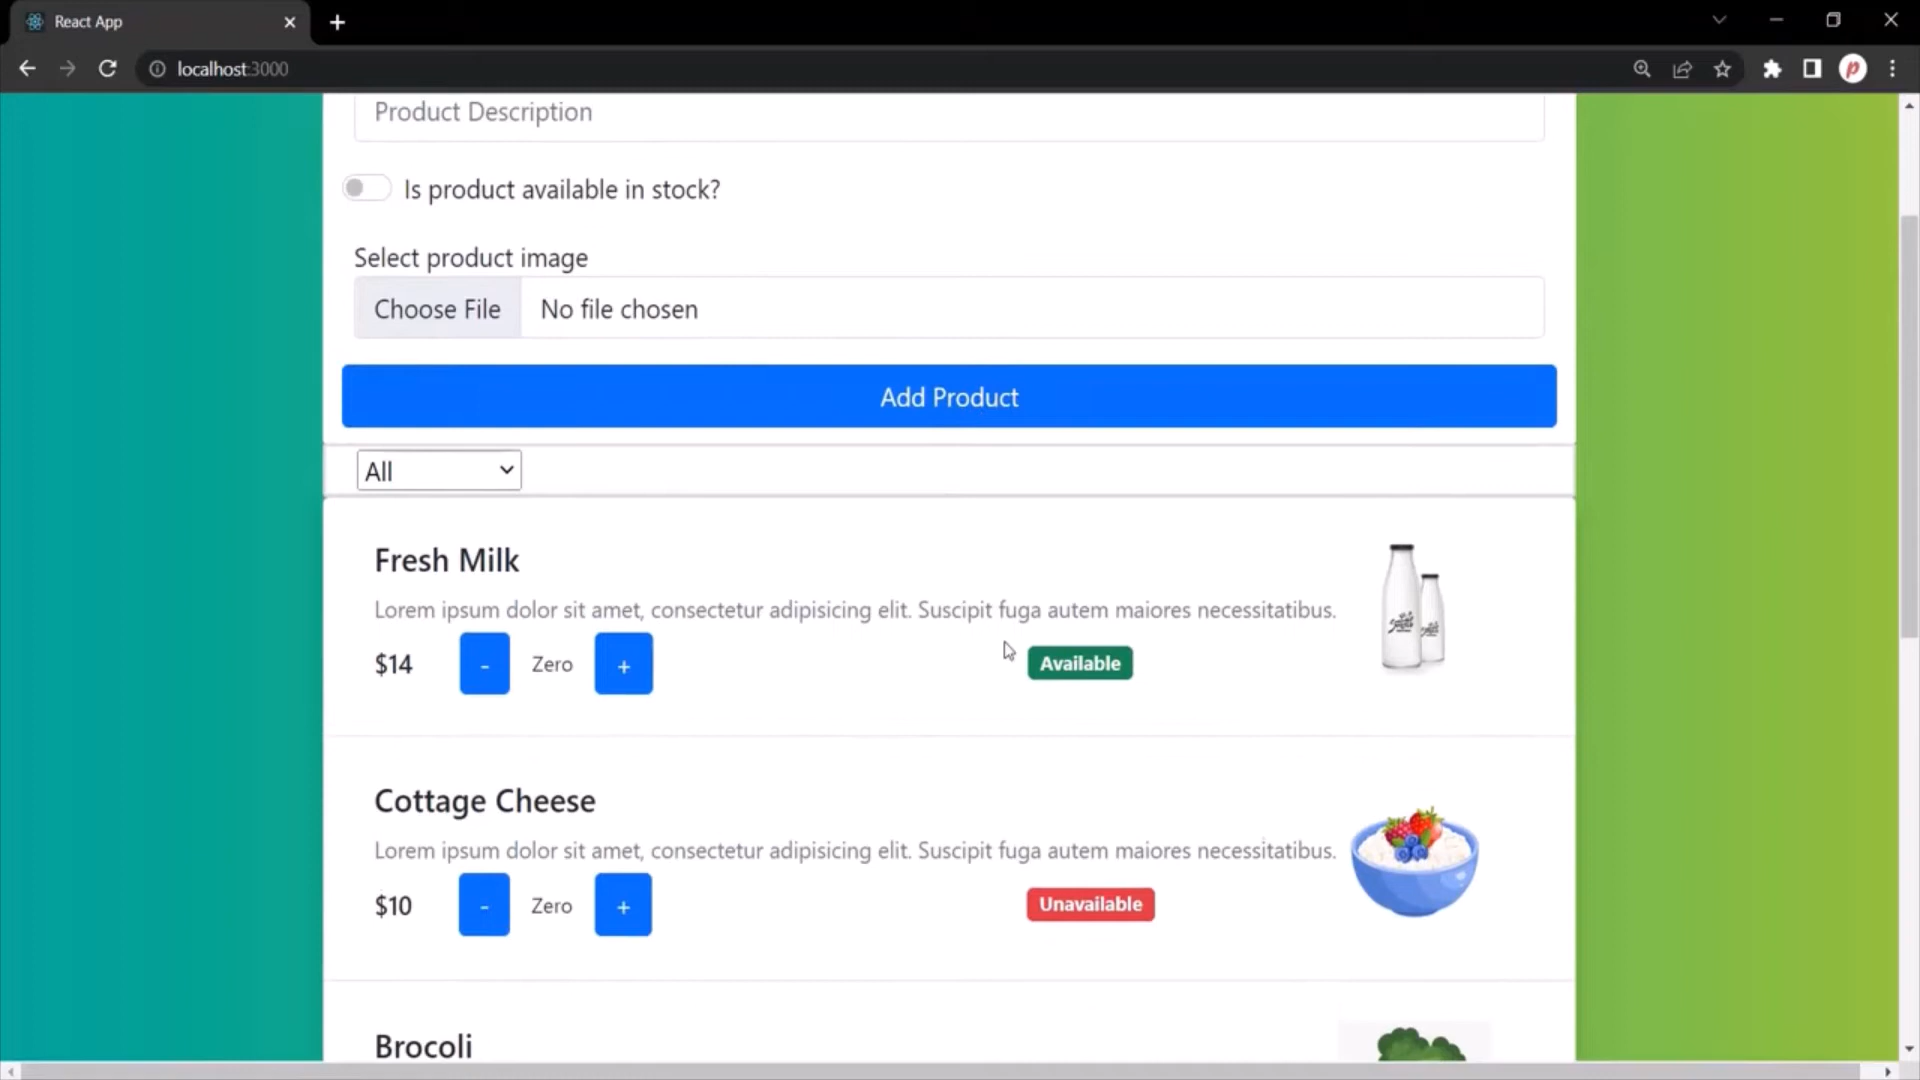 React App
localhost:3000
Product Description
Is product available in stock?
Select product image
Choose File No file chosen
Add Product
All
Fresh Milk
Lorem ipsum dolor sit amet, consectetur adipisicing elit. Suscipit fuga autem maiores necessitatibus.
$14 - Zero + Available
Cottage Cheese
Lorem ipsum dolor sit amet, consectetur adipisicing elit. Suscipit fuga autem maiores necessitatibus.
$10 - Zero + Unavailable
Brocoli